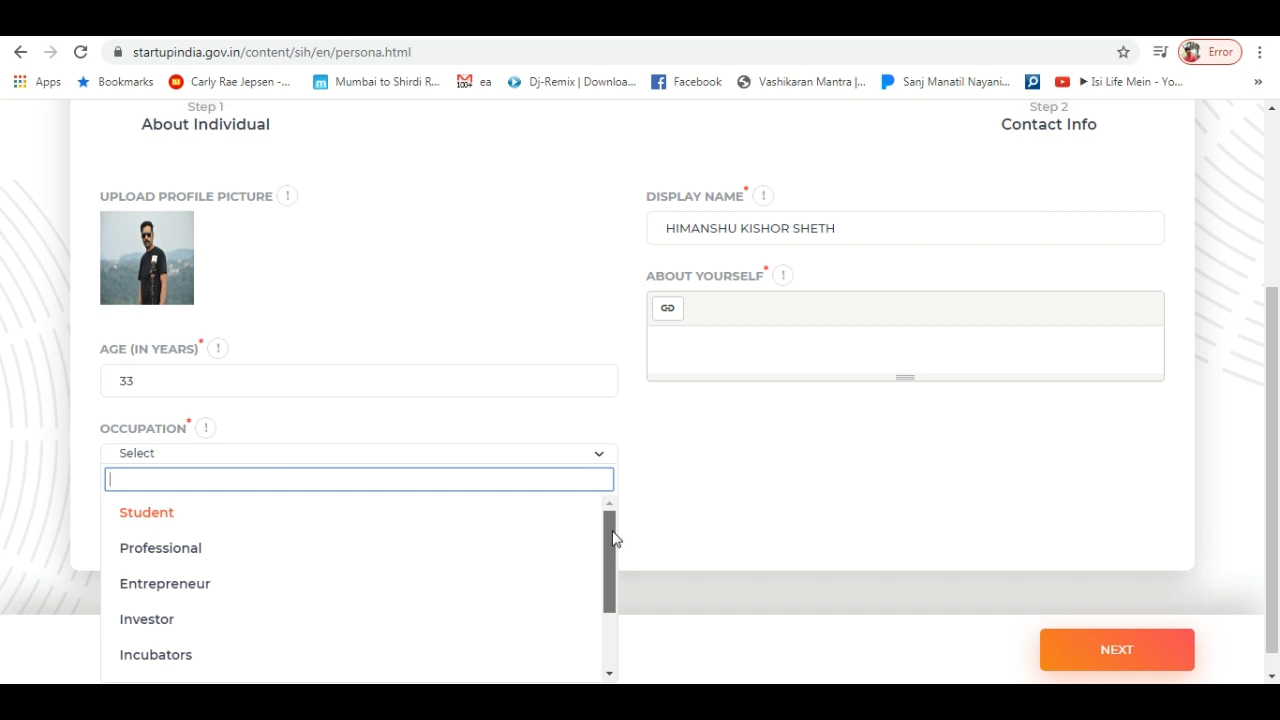 startupindia.gov.in/content/sih/en/persona.html
Error
Apps
Bookmarks
Carly Rae Jepsen -...
Mumbai to Shirdi R...
100+
ea
Dj-Remix | Downloa...
Facebook
Vashikaran Mantra |...
Sanj Manatil Nayani...
► Isi Life Mein - Yo...
»
Step 1
About Individual
Step 2
Contact Info
UPLOAD PROFILE PICTURE !
DISPLAY NAME* !
HIMANSHU KISHOR SHETH
ABOUT YOURSELF* !
AGE (IN YEARS)* !
33
OCCUPATION* !
Select
Student
Professional
Entrepreneur
Investor
Incubators
NEXT